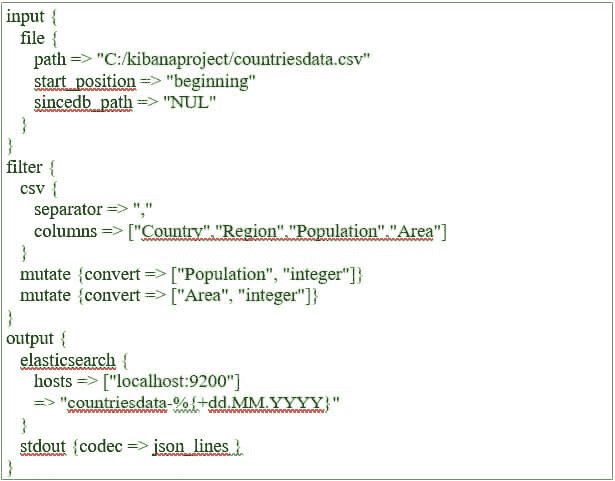 input {
file {
path => "C:/kibanaproject/countriesdata.csv"
start_position => "beginning"
sincedb_path => "NUL"
}
}
filter {
csv {
separator => ","
columns => ["Country","Region","Population","Area"]
}
mutate {convert => ["Population", "integer"]}
mutate {convert => ["Area", "integer"]}
}
output {
elasticsearch {
hosts => ["localhost:9200"]
=> "countriesdata-%{+dd.MM.YYYY}"
}
stdout {codec => json_lines }
}